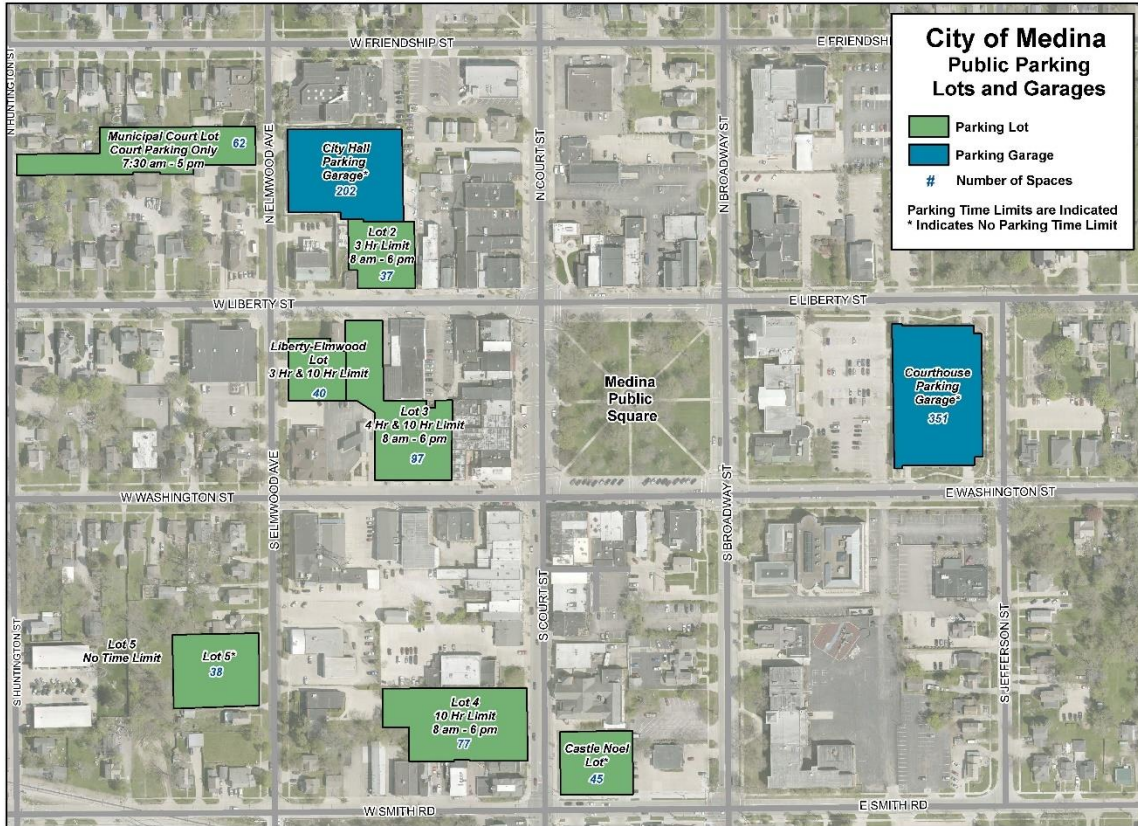 W FRIENDSHIP ST
E FRIENDSHI
City of Medina
Public Parking
Lots and Garages
Parking Lot
Parking Garage
# Number of Spaces
Parking Time Limits are Indicated
* Indicates No Parking Time Limit
N HUNTINGTON ST
N ELMWOOD AVE
N COURT ST
N BROADWAY ST
Municipal Court Lot
Court Parking Only
7:30 am - 5 pm
62
City Hall
Parking
Garage*
202
Lot 2
3 Hr Limit
8 am - 6 pm
37
W LIBERTY ST
E LIBERTY ST
Liberty-Elmwood
Lot
3 Hr & 10 Hr Limit
40
Lot 3
4 Hr & 10 Hr Limit
8 am - 6 pm
97
Medina
Public
Square
Courthouse
Parking
Garage*
351
W WASHINGTON ST
E WASHINGTON ST
S ELMWOOD AVE
S COURT ST
S BROADWAY ST
S JEFFERSON ST
S HUNTINGTON ST
Lot 5
No Time Limit
Lot 5*
38
Lot 4
10 Hr Limit
8 am - 6 pm
77
Castle Noel
Lot*
45
W SMITH RD
E SMITH RD